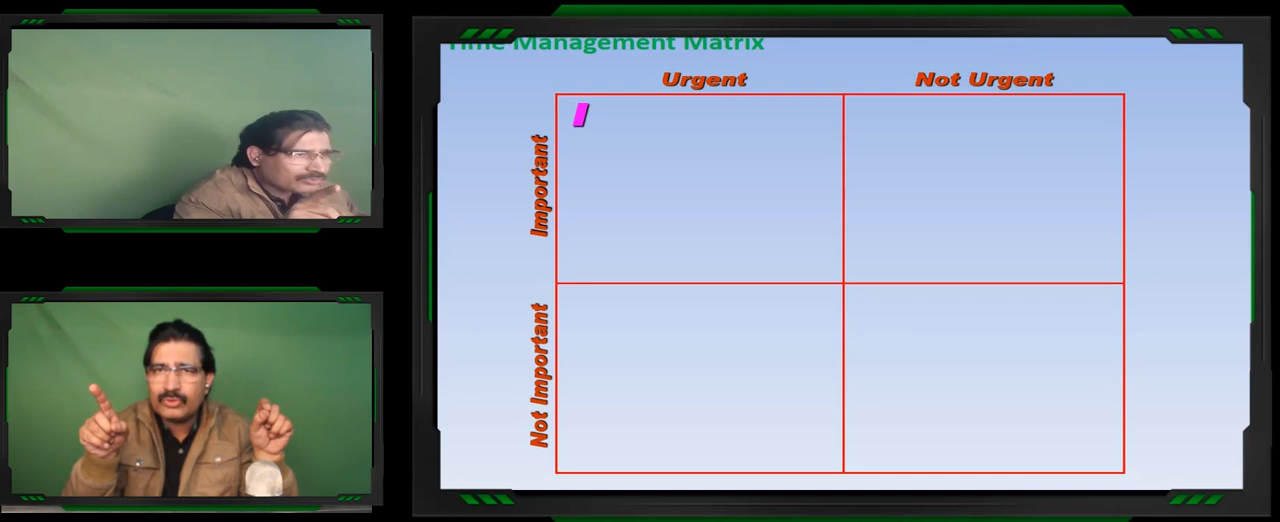 Time Management Matrix
Urgent Not Urgent
I
Important
Not Important